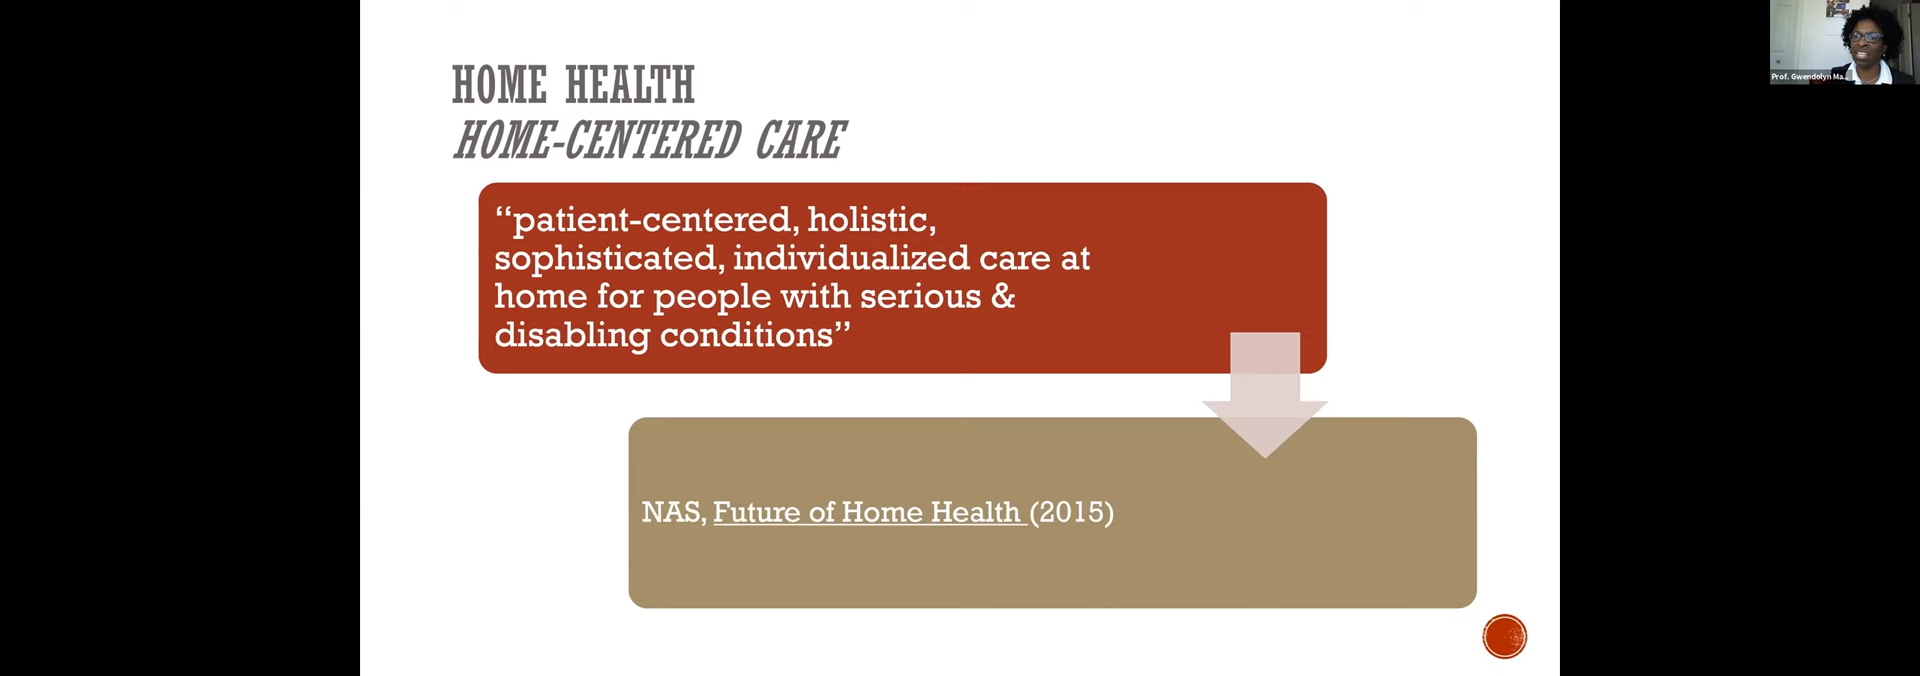 HOME HEALTH
HOME-CENTERED CARE
“patient-centered, holistic,
sophisticated, individualized care at
home for people with serious &
disabling conditions”
NAS, Future of Home Health (2015)
Prof. Gwendolyn Ma...